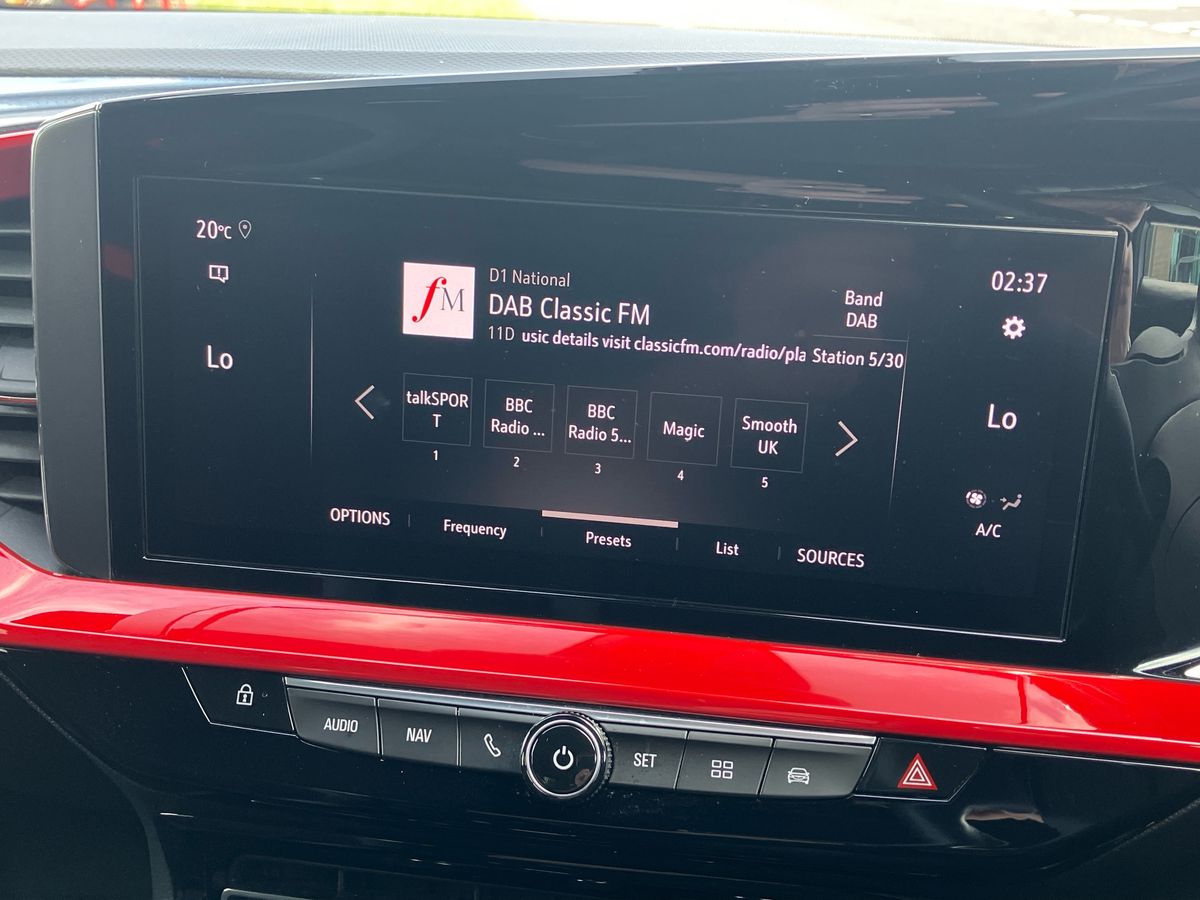 20°C
Lo
fM
D1 National
DAB Classic FM
11D usic details visit classicfm.com/radio/pla
Band
DAB
Station 5/30
talkSPOR
T
1
BBC
Radio ...
2
BBC
Radio 5...
3
Magic
4
Smooth
UK
5
OPTIONS
Frequency
Presets
List
SOURCES
02:37
Lo
A/C
AUDIO
NAV
SET